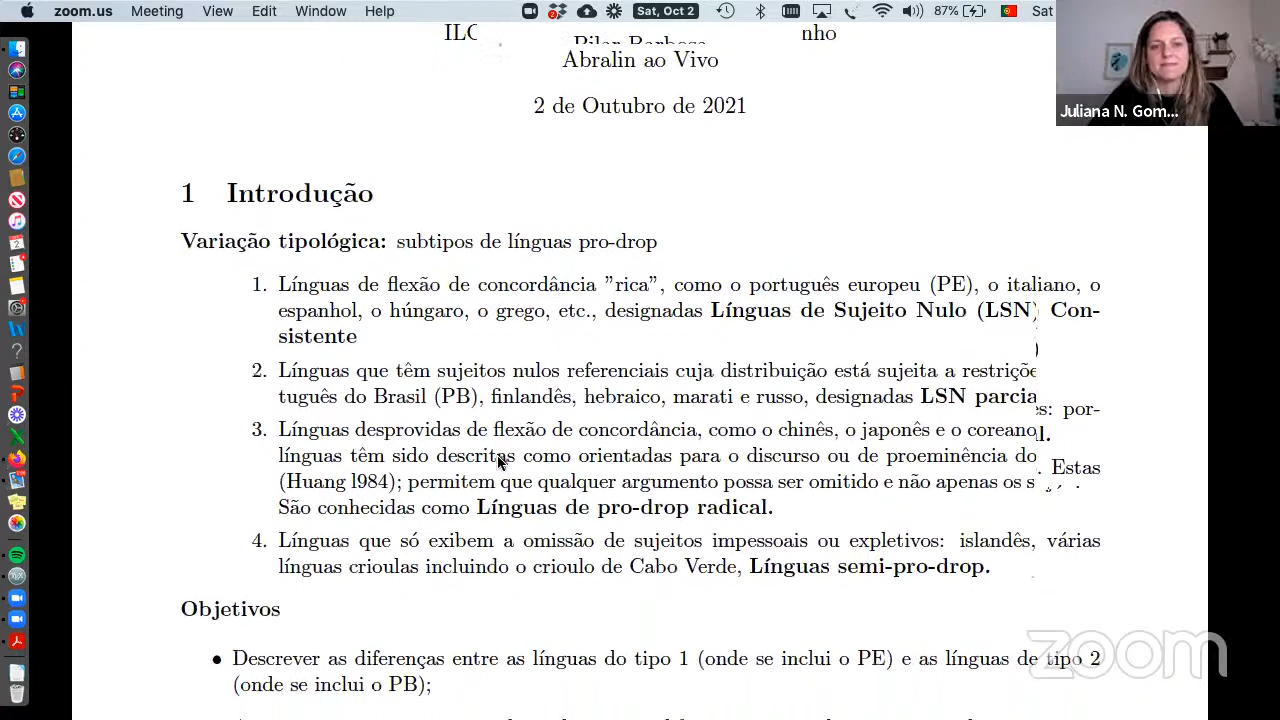 zoom.us Meeting View Edit Window Help Sat, Oct 2 87% Sat
Juliana N. Gom...
nho
Pilar Barbosa
Abralin ao Vivo
2 de Outubro de 2021
1 Introdução
Variação tipológica: subtipos de línguas pro-drop
1. Línguas de flexão de concordância ”rica”, como o português europeu (PE), o italiano, o
espanhol, o húngaro, o grego, etc., designadas Línguas de Sujeito Nulo (LSN) Con-
sistente
2. Línguas que têm sujeitos nulos referenciais cuja distribuição está sujeita a
s: por-
tuguês do Brasil (PB), finlandês, hebraico, marati e russo, designadas LSN
l.
3. Línguas desprovidas de flexão de concordância, como o chinês, o japonês e o coreano
. Estas
línguas têm sido descritas como orientadas para o discurso ou de proeminência do
(Huang 1984); permitem que qualquer argumento possa ser omitido e não apenas os s
São conhecidas como Línguas de pro-drop radical.
4. Línguas que só exibem a omissão de sujeitos impessoais ou expletivos: islandês, várias
línguas crioulas incluindo o crioulo de Cabo Verde, Línguas semi-pro-drop.
Objetivos
• Descrever as diferenças entre as línguas do tipo 1 (onde se inclui o PE) e as línguas de tipo 2
(onde se inclui o PB);
zoom